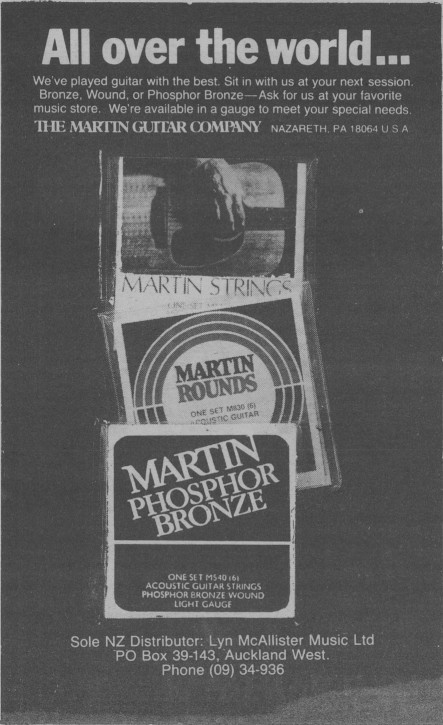 All over the world...
We've played guitar with the best. Sit in with us at your next session.
Bronze, Wound, or Phosphor Bronze—Ask for us at your favorite
music store. We're available in a gauge to meet your special needs.
THE MARTIN GUITAR COMPANY NAZARETH, PA 18064 U S A
MARTIN STRINGS
ONE SET
MARTIN
ROUNDS
ONE SET MR30 (6)
ACOUSTIC GUITAR
MARTIN
PHOSPHOR
BRONZE
ONE SET M540 (6)
ACOUSTIC GUITAR STRINGS
PHOSPHOR BRONZE WOUND
LIGHT GAUGE
Sole NZ Distributor: Lyn McAllister Music Ltd
PO Box 39-143, Auckland West.
Phone (09) 34-936